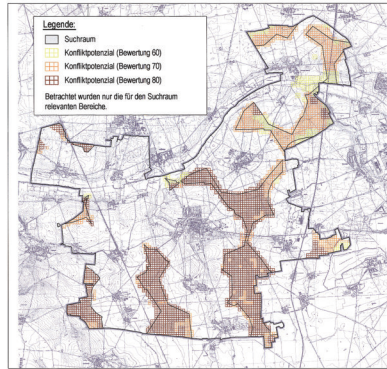 Legende:
Suchraum
Konfliktpotenzial (Bewertung 60)
Konfliktpotenzial (Bewertung 70)
Konfliktpotenzial (Bewertung 80)
Betrachtet wurden nur die für den Suchraum
relevanten Bereiche.